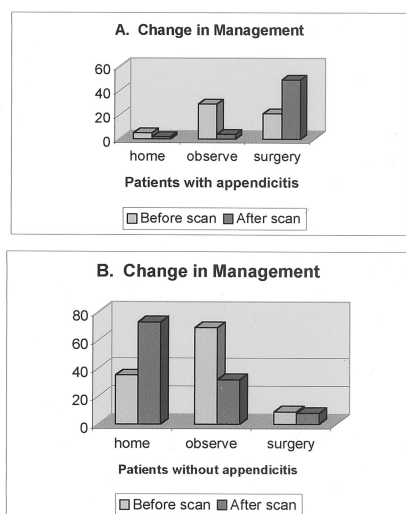 A. Change in Management
60
40
20
0
home observe surgery
Patients with appendicitis
Before scan After scan
B. Change in Management
80
60
40
20
0
home observe surgery
Patients without appendicitis
Before scan After scan